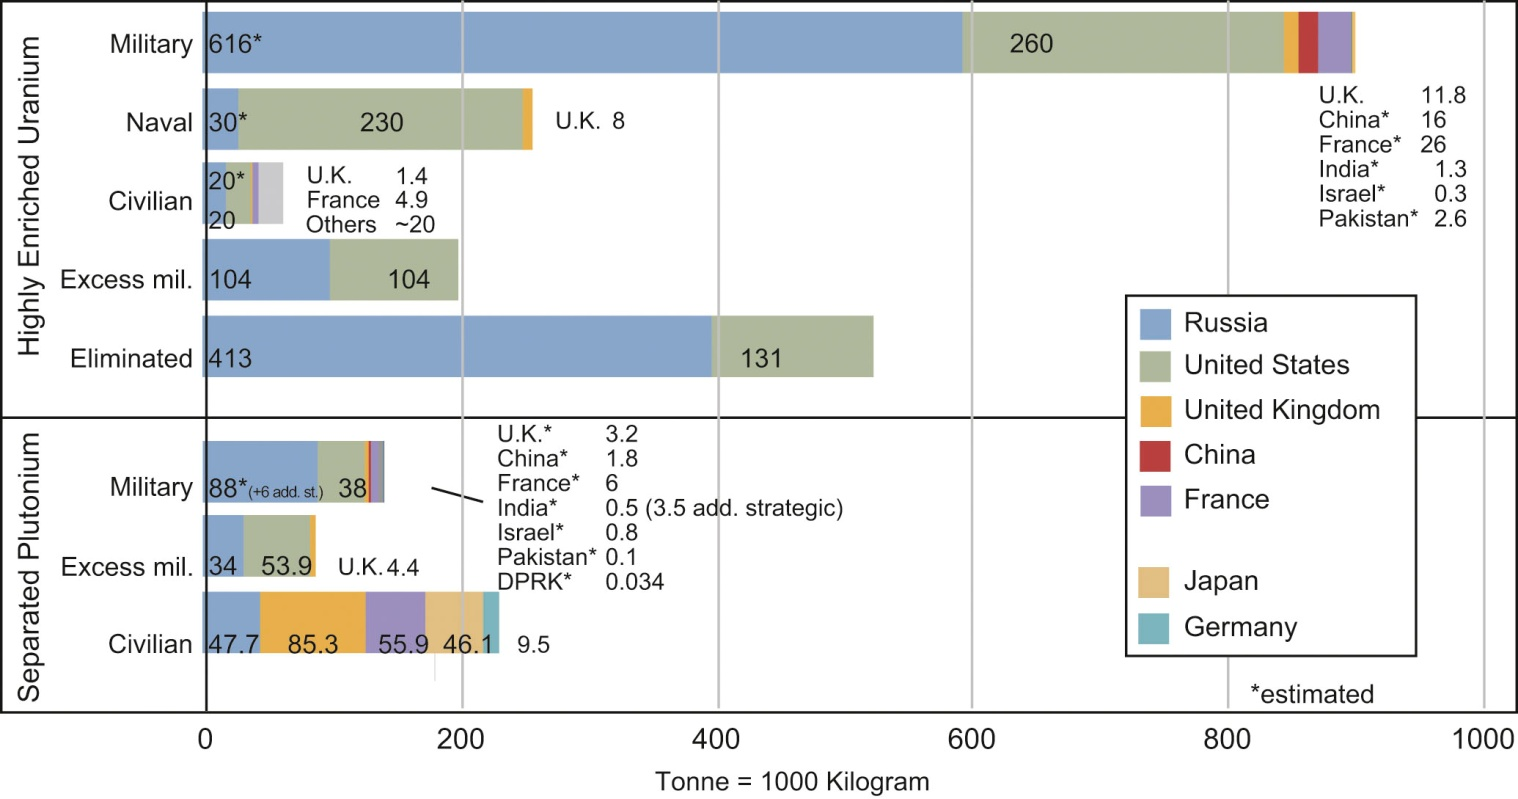 Highly Enriched Uranium
Military 616* 260
U.K. 11.8
China* 16
France* 26
India* 1.3
Israel* 0.3
Pakistan* 2.6
Naval 30* 230 U.K. 8
Civilian 20* 20
U.K. 1.4
France 4.9
Others ~20
Excess mil. 104 104
Eliminated 413 131
Separated Plutonium
Military 88* (+6 add. st.) 38
U.K.* 3.2
China* 1.8
France* 6
India* 0.5 (3.5 add. strategic)
Israel* 0.8
Pakistan* 0.1
DPRK* 0.034
Excess mil. 34 53.9 U.K. 4.4
Civilian 47.7 85.3 55.9 46.1 9.5
Russia
United States
United Kingdom
China
France
Japan
Germany
*estimated
0 200 400 600 800 1000
Tonne = 1000 Kilogram